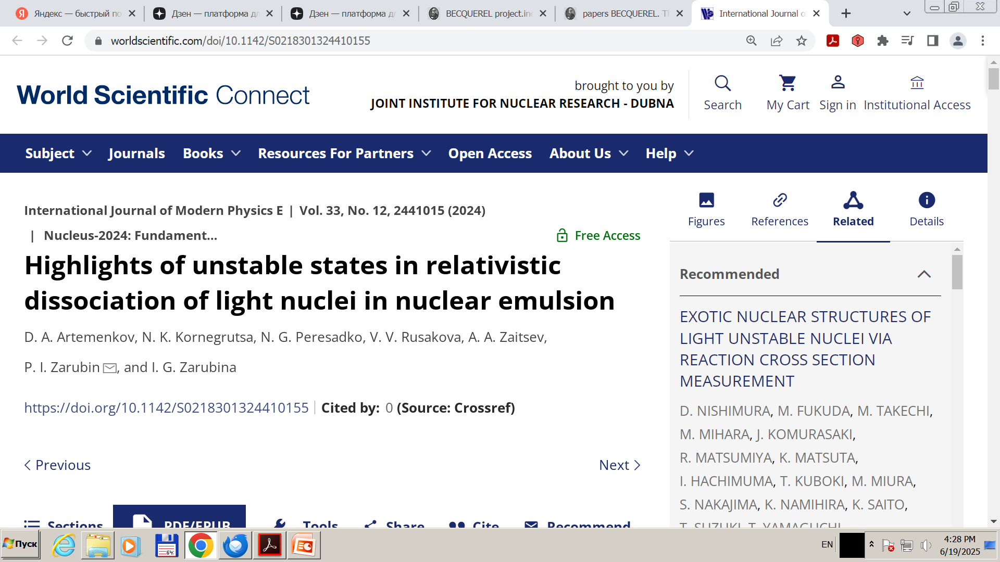 Яндекс — быстрый по
Дзен — платформа дл
Дзен — платформа дл
BECQUEREL project.inc
papers BECQUEREL. Th
International Journal o
worldscientific.com/doi/10.1142/S0218301324410155
World Scientific Connect
brought to you by
JOINT INSTITUTE FOR NUCLEAR RESEARCH - DUBNA
Search
My Cart
Sign in
Institutional Access
Subject
Journals
Books
Resources For Partners
Open Access
About Us
Help
International Journal of Modern Physics E | Vol. 33, No. 12, 2441015 (2024)
| Nucleus-2024: Fundament...
Free Access
Highlights of unstable states in relativistic
dissociation of light nuclei in nuclear emulsion
D. A. Artemenkov, N. K. Kornegrutsa, N. G. Peresadko, V. V. Rusakova, A. A. Zaitsev,
P. I. Zarubin, and I. G. Zarubina
https://doi.org/10.1142/S0218301324410155 | Cited by: 0 (Source: Crossref)
Previous
Next
Sections
PDF/EPUB
Tools
Share
Cite
Recommend
Figures
References
Related
Details
Recommended
EXOTIC NUCLEAR STRUCTURES OF
LIGHT UNSTABLE NUCLEI VIA
REACTION CROSS SECTION
MEASUREMENT
D. NISHIMURA, M. FUKUDA, M. TAKECHI,
M. MIHARA, J. KOMURASAKI,
R. MATSUMIYA, K. MATSUTA,
I. HACHIMUMA, T. KUBOKI, M. MIURA,
S. NAKAJIMA, K. NAMIHIRA, K. SAITO,
T. SUZUKI, T. YAMAGUCHI
Пуск
64
EN
4:28 PM
6/19/2025